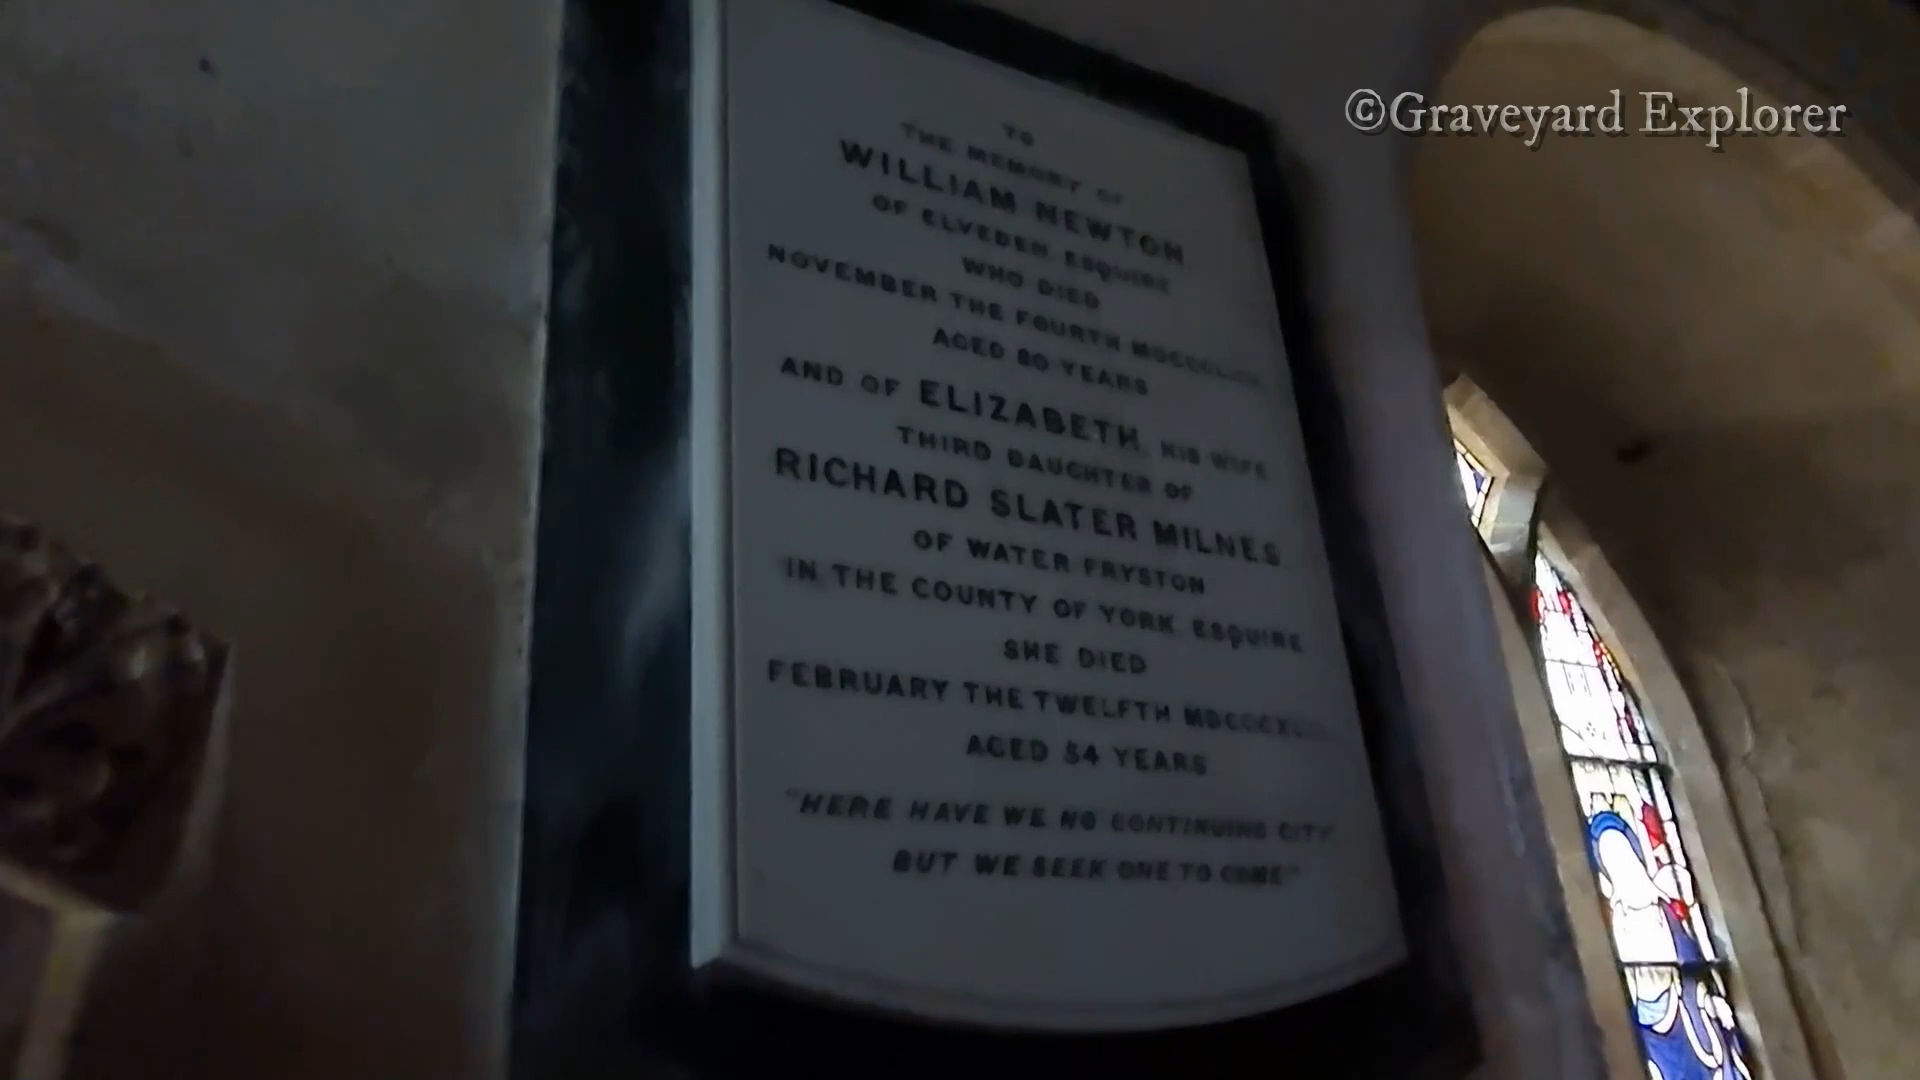 ©Graveyard Explorer
TO
THE MEMORY OF
WILLIAM NEWTON
OF ELVEDEN, ESQUIRE
WHO DIED
NOVEMBER THE FOURTH
AGED 80 YEARS
AND OF ELIZABETH, HIS WIFE
THIRD DAUGHTER OF
RICHARD SLATER MILNES
OF WATER FRYSTON
IN THE COUNTY OF YORK, ESQUIRE
SHE DIED
FEBRUARY THE TWELFTH
AGED 54 YEARS
"HERE HAVE WE NO CONTINUING CITY
BUT WE SEEK ONE TO COME"